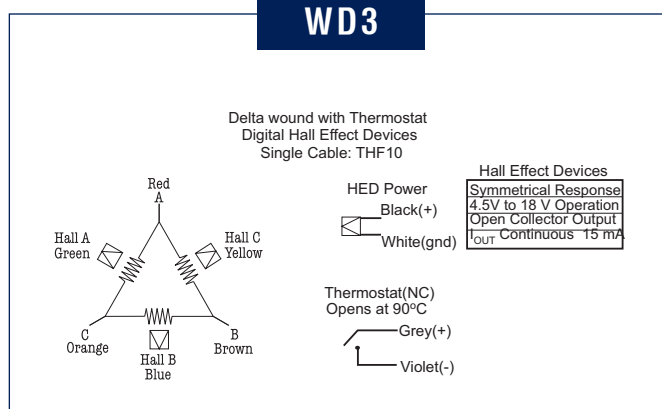 WD3
Delta wound with Thermostat
Digital Hall Effect Devices
Single Cable: THF10
Red
A
Hall A
Green
Hall C
Yellow
C
Orange
Hall B
Blue
B
Brown
HED Power
Black(+)
White(gnd)
Hall Effect Devices
Symmetrical Response
4.5V to 18 V Operation
Open Collector Output
IOUT Continuous 15 mA
Thermostat(NC)
Opens at 90ºC
Grey(+)
Violet(-)